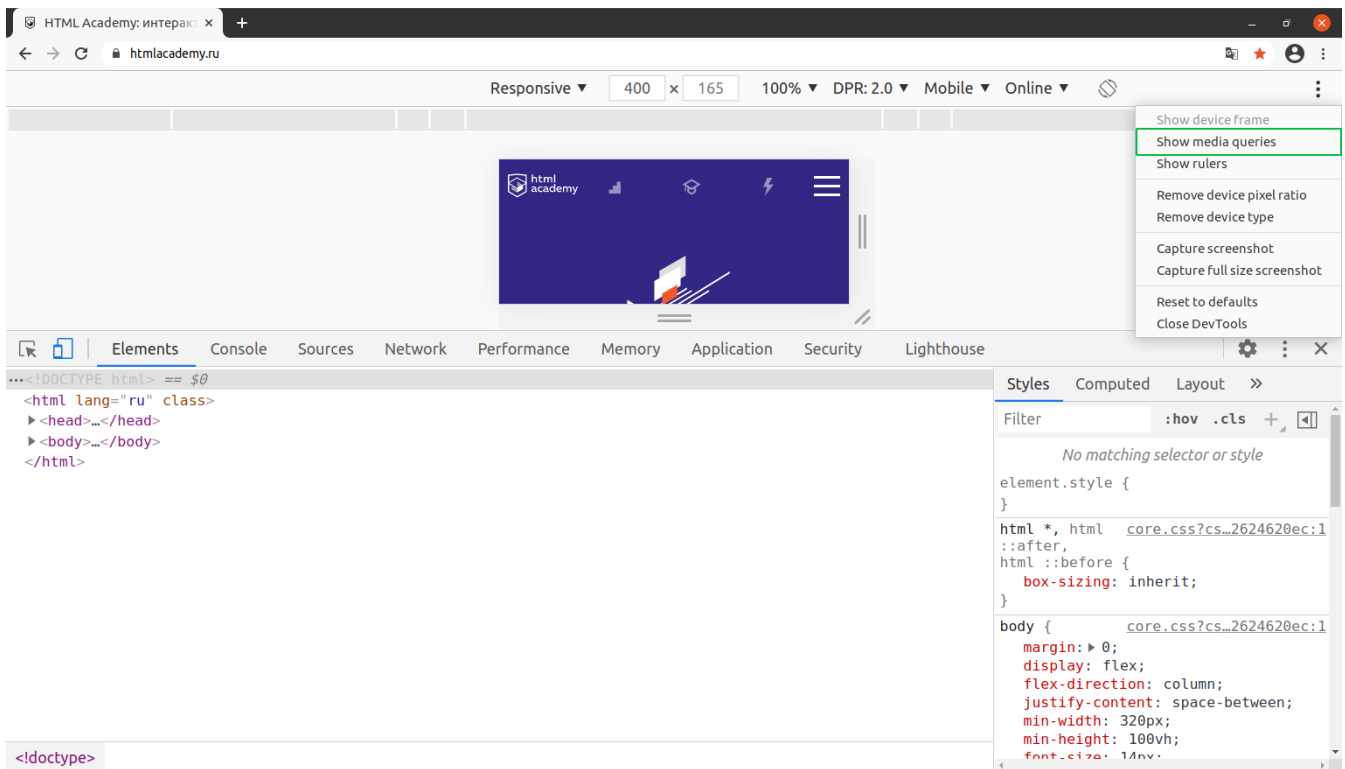 HTML Academy: интеракт
htmlacademy.ru
Responsive ▼ 400 × 165 100% ▼ DPR: 2.0 ▼ Mobile ▼ Online ▼
Show device frame
Show media queries
Show rulers
Remove device pixel ratio
Remove device type
Capture screenshot
Capture full size screenshot
Reset to defaults
Close DevTools
html
academy
Elements Console Sources Network Performance Memory Application Security Lighthouse
<!DOCTYPE html> == $0
<html lang="ru" class>
<head>…</head>
<body>…</body>
</html>
<!doctype>
Styles Computed Layout »
Filter :hov .cls +
No matching selector or style
element.style {
}
html *, html core.css?cs…2624620ec:1
::after,
html ::before {
box-sizing: inherit;
}
body { core.css?cs…2624620ec:1
margin: ▶ 0;
display: flex;
flex-direction: column;
justify-content: space-between;
min-width: 320px;
min-height: 100vh;
font-size: 14px;